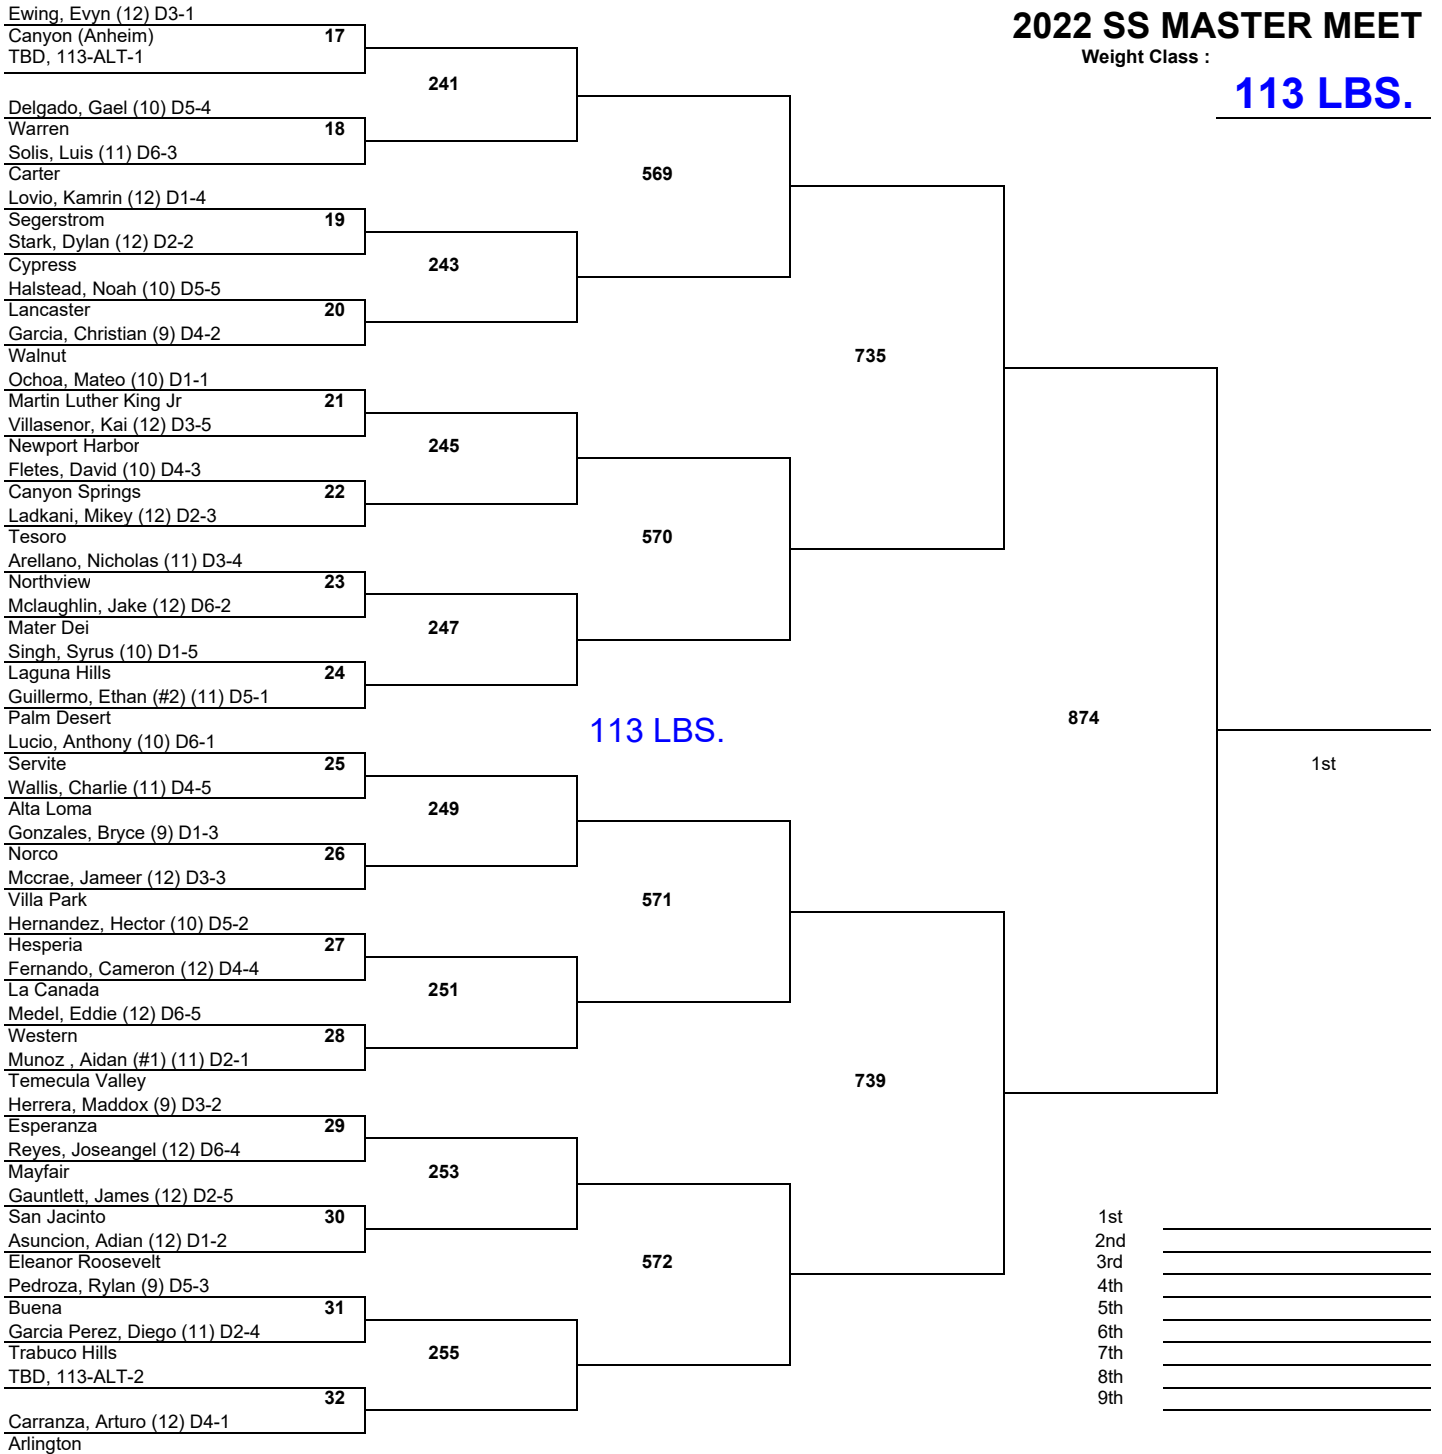 Ewing, Evyn (12) D3-1
2022 SS MASTER MEET
Canyon (Anheim) 17
TBD, 113-ALT-1
Weight Class :
241
113 LBS.
Delgado, Gael (10) D5-4
Warren 18
Solis, Luis (11) D6-3
Carter
569
Lovio, Kamrin (12) D1-4
Segerstrom 19
Stark, Dylan (12) D2-2
Cypress
243
Halstead, Noah (10) D5-5
Lancaster 20
Garcia, Christian (9) D4-2
Walnut
735
Ochoa, Mateo (10) D1-1
Martin Luther King Jr 21
Villasenor, Kai (12) D3-5
Newport Harbor
245
Fletes, David (10) D4-3
Canyon Springs 22
Ladkani, Mikey (12) D2-3
Tesoro
570
Arellano, Nicholas (11) D3-4
Northview 23
Mclaughlin, Jake (12) D6-2
Mater Dei
247
Singh, Syrus (10) D1-5
Laguna Hills 24
Guillermo, Ethan (#2) (11) D5-1
Palm Desert
874
113 LBS.
Lucio, Anthony (10) D6-1
Servite 25
1st
Wallis, Charlie (11) D4-5
Alta Loma
249
Gonzales, Bryce (9) D1-3
Norco 26
Mccrae, Jameer (12) D3-3
Villa Park
571
Hernandez, Hector (10) D5-2
Hesperia 27
Fernando, Cameron (12) D4-4
La Canada
251
Medel, Eddie (12) D6-5
Western 28
Munoz , Aidan (#1) (11) D2-1
Temecula Valley
739
Herrera, Maddox (9) D3-2
Esperanza 29
Reyes, Joseangel (12) D6-4
Mayfair
253
Gauntlett, James (12) D2-5
San Jacinto 30
1st
Asuncion, Adian (12) D1-2
2nd
Eleanor Roosevelt
572
3rd
Pedroza, Rylan (9) D5-3
4th
Buena 31
5th
Garcia Perez, Diego (11) D2-4
6th
Trabuco Hills
255
7th
TBD, 113-ALT-2
8th
32
9th
Carranza, Arturo (12) D4-1
Arlington